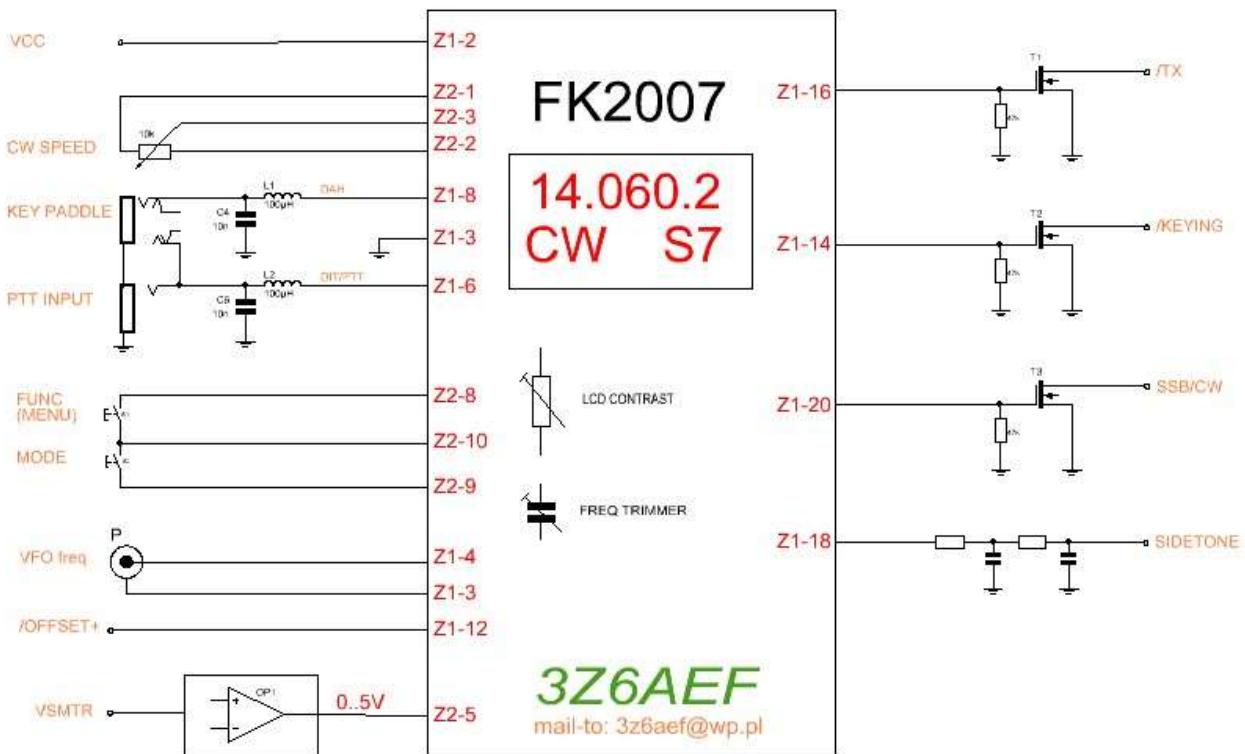 VCC
Z1-2
Z2-1
Z2-3
10k
Z2-2
CW SPEED
L1
DAH
Z1-8
100µH
KEY PADDLE
C4
10n
Z1-3
L2
DIT/PTT
Z1-6
100µH
PTT INPUT
10n
FUNC
(MENU)
Z2-8
Z2-10
MODE
Z2-9
P
VFO freq
Z1-4
Z1-3
/OFFSET+
Z1-12
OP1
+
-
0..5V
VSMTR
Z2-5
FK2007
14.060.2
CW S7
LCD CONTRAST
FREQ TRIMMER
3Z6AEF
mail-to: 3z6aef@wp.pl
T1
/TX
Z1-16
47k
T2
/KEYING
Z1-14
47k
T3
SSB/CW
Z1-20
47k
Z1-18
SIDETONE